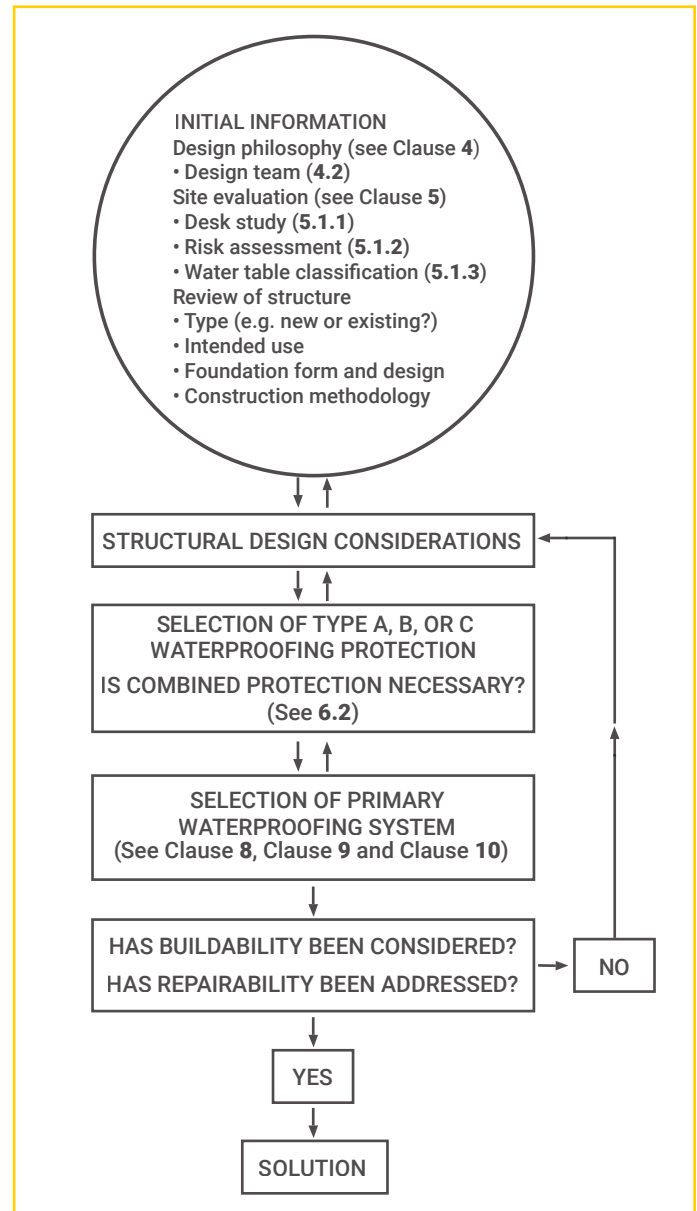 INITIAL INFORMATION
Design philosophy (see Clause 4)
• Design team (4.2)
Site evaluation (see Clause 5)
• Desk study (5.1.1)
• Risk assessment (5.1.2)
• Water table classification (5.1.3)
Review of structure
• Type (e.g. new or existing?)
• Intended use
• Foundation form and design
• Construction methodology
STRUCTURAL DESIGN CONSIDERATIONS
SELECTION OF TYPE A, B, OR C
WATERPROOFING PROTECTION
IS COMBINED PROTECTION NECESSARY?
(See 6.2)
SELECTION OF PRIMARY
WATERPROOFING SYSTEM
(See Clause 8, Clause 9 and Clause 10)
HAS BUILDABILITY BEEN CONSIDERED?
HAS REPAIRABILITY BEEN ADDRESSED?
NO
YES
SOLUTION